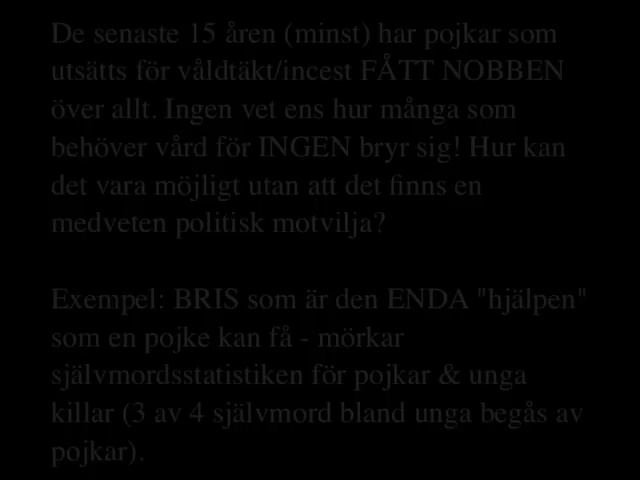 De senaste 15 åren (minst) har pojkar som
utsätts för våldtäkt/incest FÅTT NOBBEN
över allt. Ingen vet ens hur många som
behöver vård för INGEN bryr sig! Hur kan
det vara möjligt utan att det finns en
medveten politisk motvilja?
Exempel: BRIS som är den ENDA "hjälpen"
som en pojke kan få - mörkar
självmordsstatistiken för pojkar & unga
killar (3 av 4 självmord bland unga begås av
pojkar).